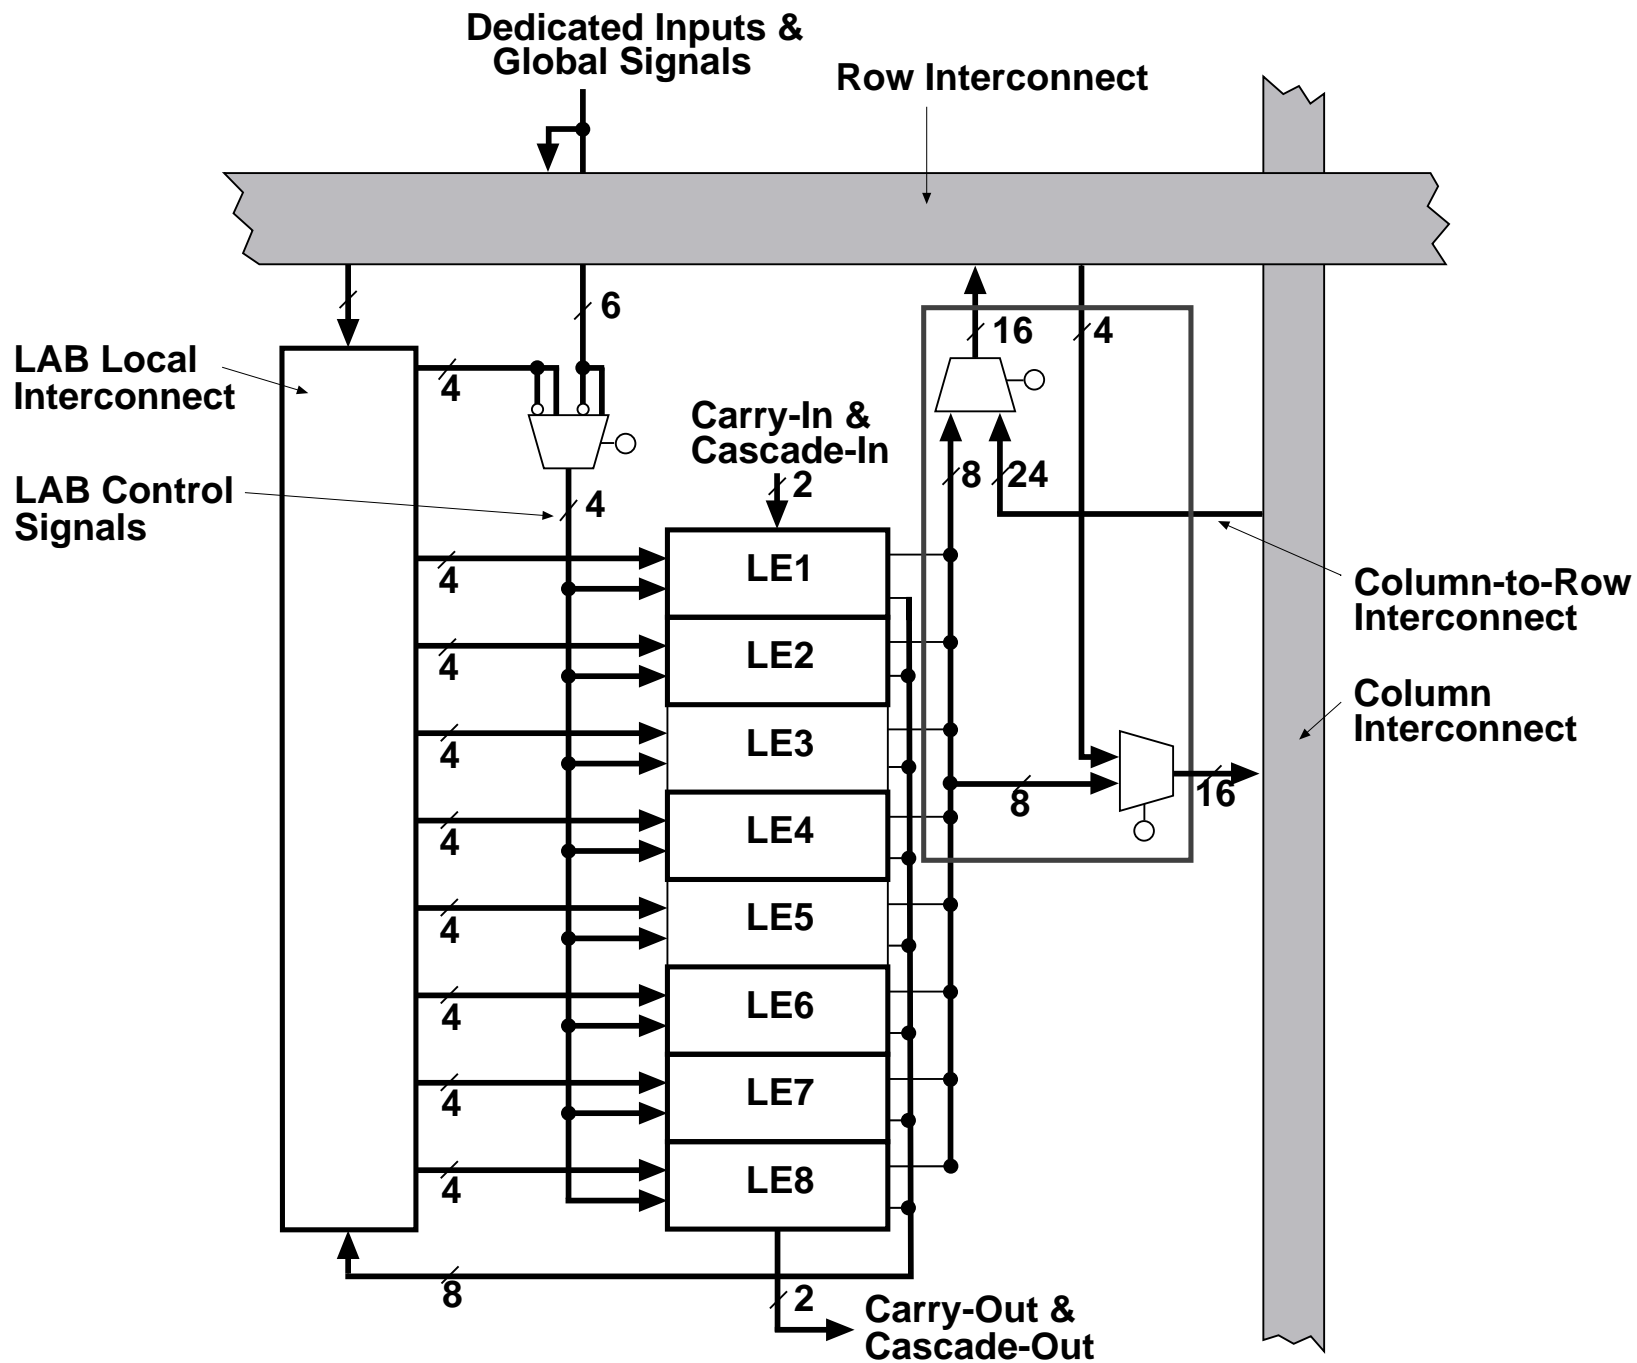 Dedicated Inputs &
Global Signals
Row Interconnect
6
16
4
LAB Local
Interconnect
4
Carry-In &
Cascade-In
2
8
24
LAB Control
Signals
4
LE1
4
Column-to-Row
Interconnect
LE2
4
Column
Interconnect
LE3
4
16
8
LE4
4
LE5
4
LE6
4
LE7
4
LE8
4
8
2
Carry-Out &
Cascade-Out